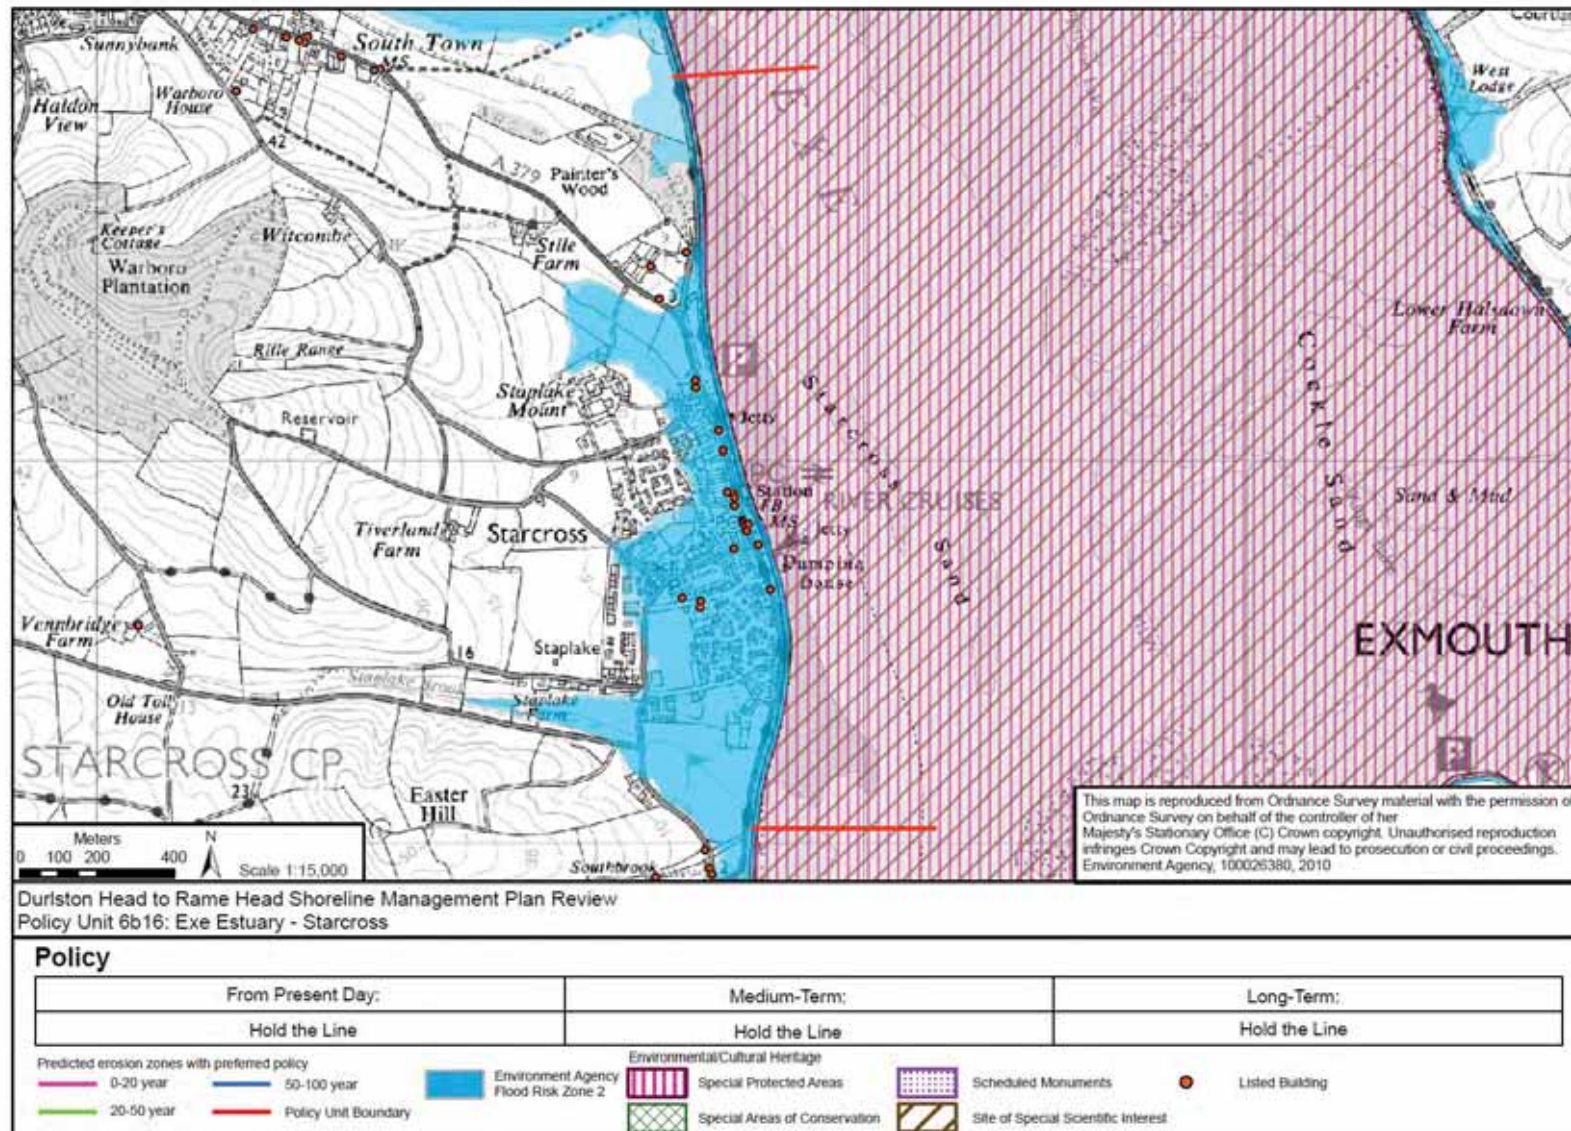 Sunnybank
South Town
MS
Courtlan
West
Lodge
Haldon
View
Warboro
House
42
A 379
Painter's
Wood
Keeper's
Cottage
Warboro
Plantation
Witcombe
Stile
Farm
Lower Halsdown
Farm
Rifle Range
Staplake
Mount
Reservoir
Jetty
Starcross
Sand
Cockle Sand
9
Station
FB
MS
RIVER CRUISES
Sand & Mud
Tiverland
Farm
Starcross
Jetty
Pumping
House
Vennbridge
Farm
16
Staplake
EXMOUTH
Old Toll
House
13
Staplake Brook
Staplake
Farm
STARCROSS CP
23
Easter
Hill
Southbrook
2
Meters
N
0 100 200 400
Scale 1:15,000
This map is reproduced from Ordnance Survey material with the permission of
Ordnance Survey on behalf of the controller of her
Majesty's Stationary Office (C) Crown copyright. Unauthorised reproduction
infringes Crown Copyright and may lead to prosecution or civil proceedings.
Environment Agency, 100026380, 2010
Durlston Head to Rame Head Shoreline Management Plan Review
Policy Unit 6b16: Exe Estuary - Starcross
Policy
From Present Day: Medium-Term: Long-Term:
Hold the Line Hold the Line Hold the Line
Predicted erosion zones with preferred policy
0-20 year
50-100 year
20-50 year
Policy Unit Boundary
Environment Agency
Flood Risk Zone 2
Environmental/Cultural Heritage
Special Protected Areas
Scheduled Monuments
Listed Building
Special Areas of Conservation
Site of Special Scientific Interest